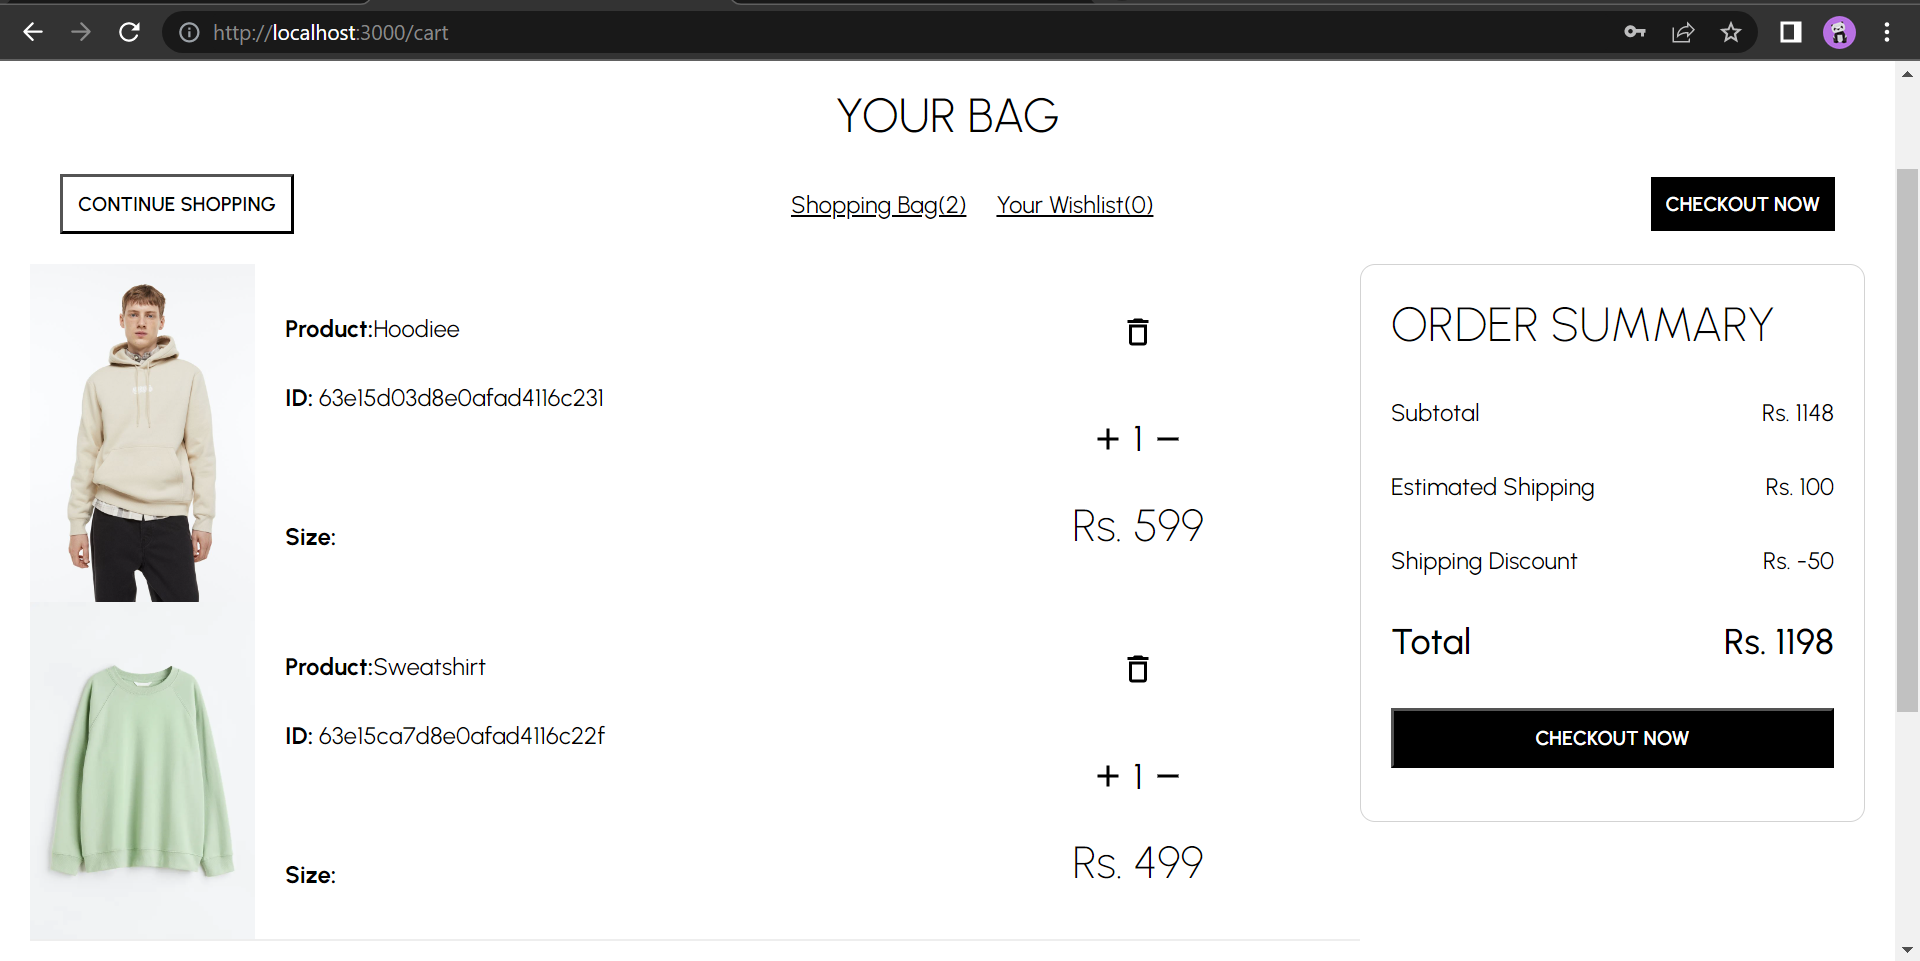 http://localhost:3000/cart
YOUR BAG
CONTINUE SHOPPING
Shopping Bag(2) Your Wishlist(0)
CHECKOUT NOW
Product:Hoodiee
ID: 63e15d03d8e0afad4116c231
Size:
+ 1 −
Rs. 599
Product:Sweatshirt
ID: 63e15ca7d8e0afad4116c22f
Size:
+ 1 −
Rs. 499
ORDER SUMMARY
Subtotal Rs. 1148
Estimated Shipping Rs. 100
Shipping Discount Rs. -50
Total Rs. 1198
CHECKOUT NOW